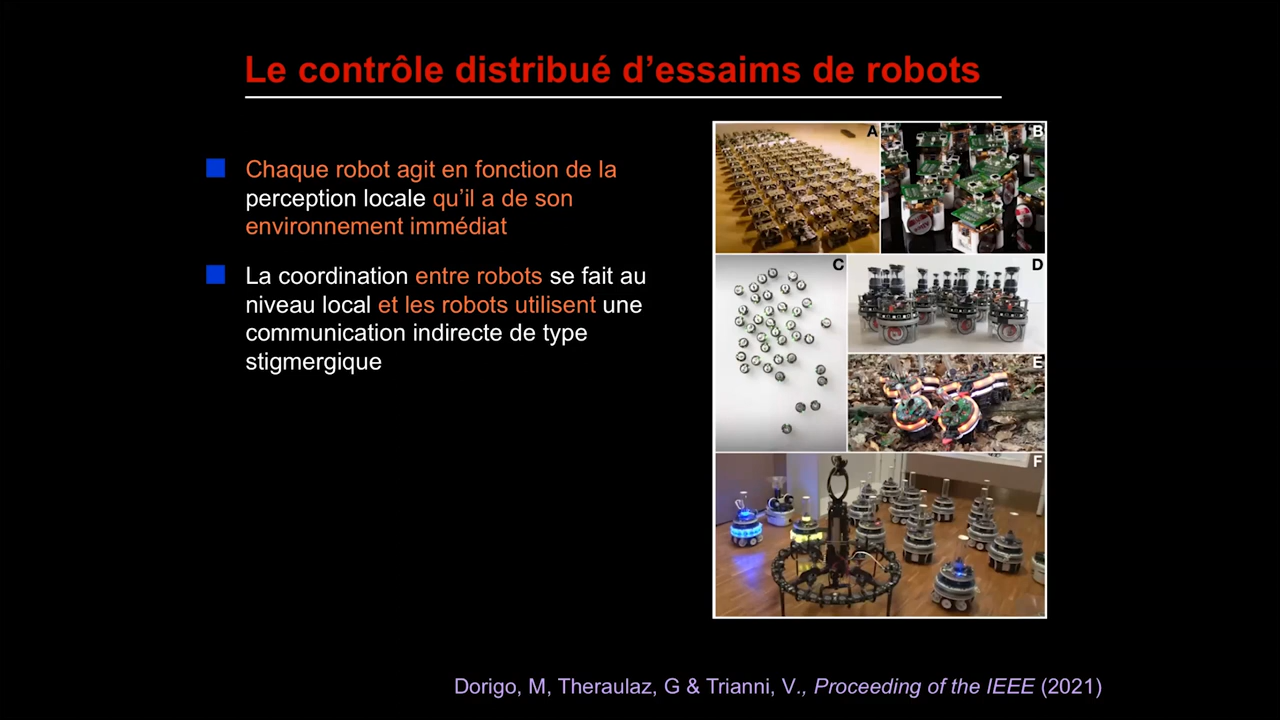 Le contrôle distribué d’essaims de robots
Chaque robot agit en fonction de la
perception locale qu’il a de son
environnement immédiat
La coordination entre robots se fait au
niveau local et les robots utilisent une
communication indirecte de type
stigmergique
A
B
C
D
E
F
Dorigo, M, Theraulaz, G & Trianni, V., Proceeding of the IEEE (2021)